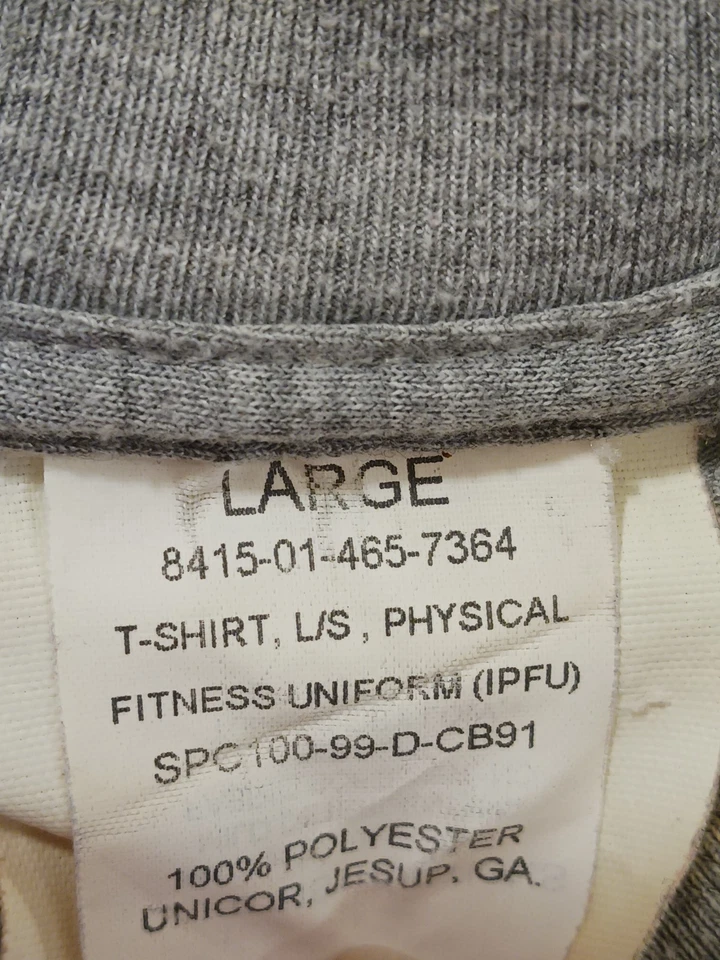 LARGE
8415-01-465-7364
T-SHIRT, L/S , PHYSICAL
FITNESS UNIFORM (IPFU)
SPC100-99-D-CB91
100% POLYESTER
UNICOR, JESUP. GA.